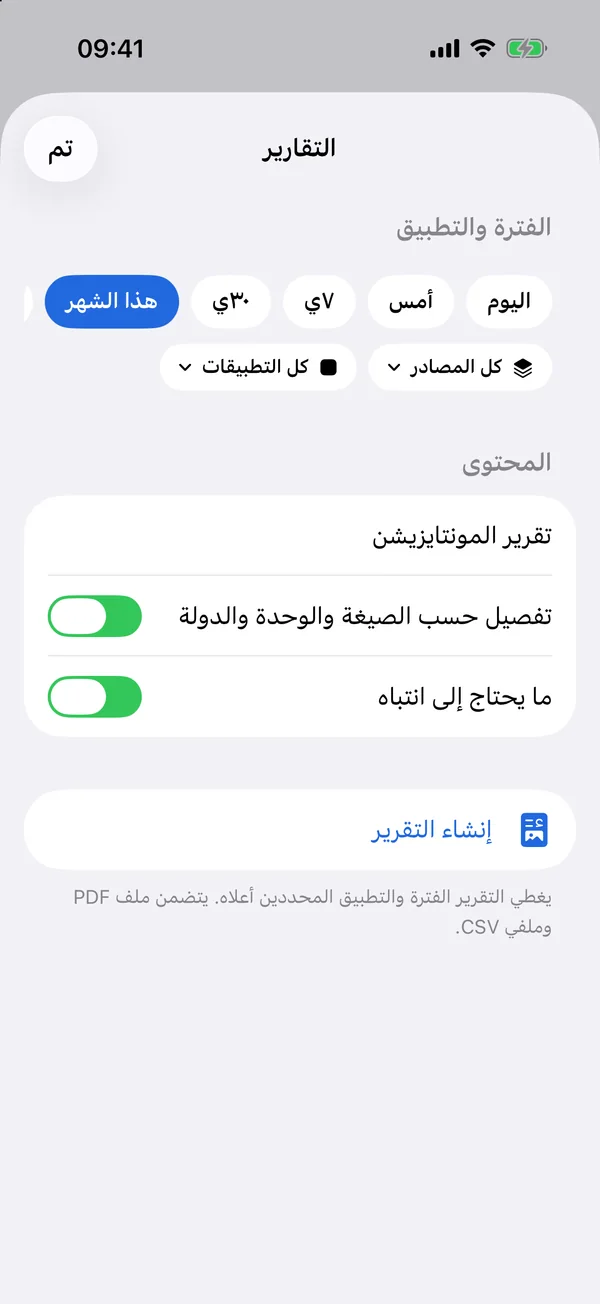 09:41
التقارير
تم
الفترة والتطبيق
اليوم
أمس
٧ي
٣٠ي
هذا الشهر
كل المصادر
كل التطبيقات
المحتوى
تقرير المونتايزيشن
تفصيل حسب الصيغة والوحدة والدولة
ما يحتاج إلى انتباه
إنشاء التقرير
يغطي التقرير الفترة والتطبيق المحددين أعلاه. يتضمن ملف PDF
وملفي CSV.